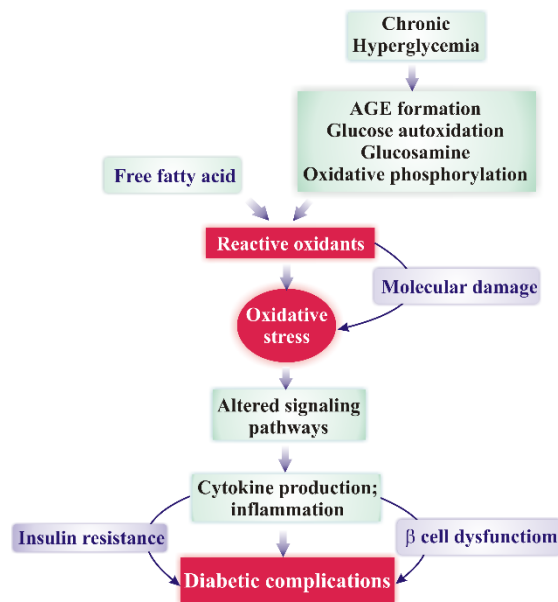 Chronic
Hyperglycemia
AGE formation
Glucose autoxidation
Glucosamine
Oxidative phosphorylation
Free fatty acid
Reactive oxidants
Molecular damage
Oxidative
stress
Altered signaling
pathways
Cytokine production;
inflammation
Insulin resistance
β cell dysfunctiom
Diabetic complications